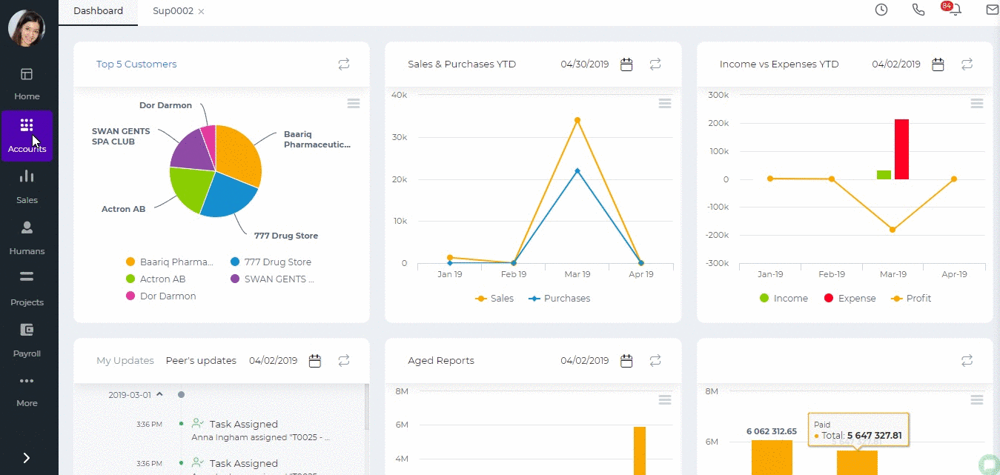 Dashboard
Sup0002
84
Home
Accounts
Sales
Humans
Projects
Payroll
More
Top 5 Customers
Dor Darmon
SWAN GENTS
SPA CLUB
Baariq
Pharmaceutic...
Actron AB
777 Drug Store
Baariq Pharma...
777 Drug Store
Actron AB
SWAN GENTS ...
Dor Darmon
Sales & Purchases YTD
04/30/2019
40k
30k
20k
10k
0
Jan 19
Feb 19
Mar 19
Apr 19
Sales
Purchases
Income vs Expenses YTD
04/02/2019
300k
200k
100k
0
-100k
-200k
-300k
Jan-19
Feb-19
Mar-19
Apr-19
Income
Expense
Profit
My Updates
Peer's updates
04/02/2019
2019-03-01
3:36 PM
Task Assigned
Anna Ingham assigned "T0025 - ...
3:36 PM
Task Assigned
Aged Reports
04/02/2019
8M
6M
4M
8M
6M
6 062 312.65
Paid
Total: 5 647 327.81